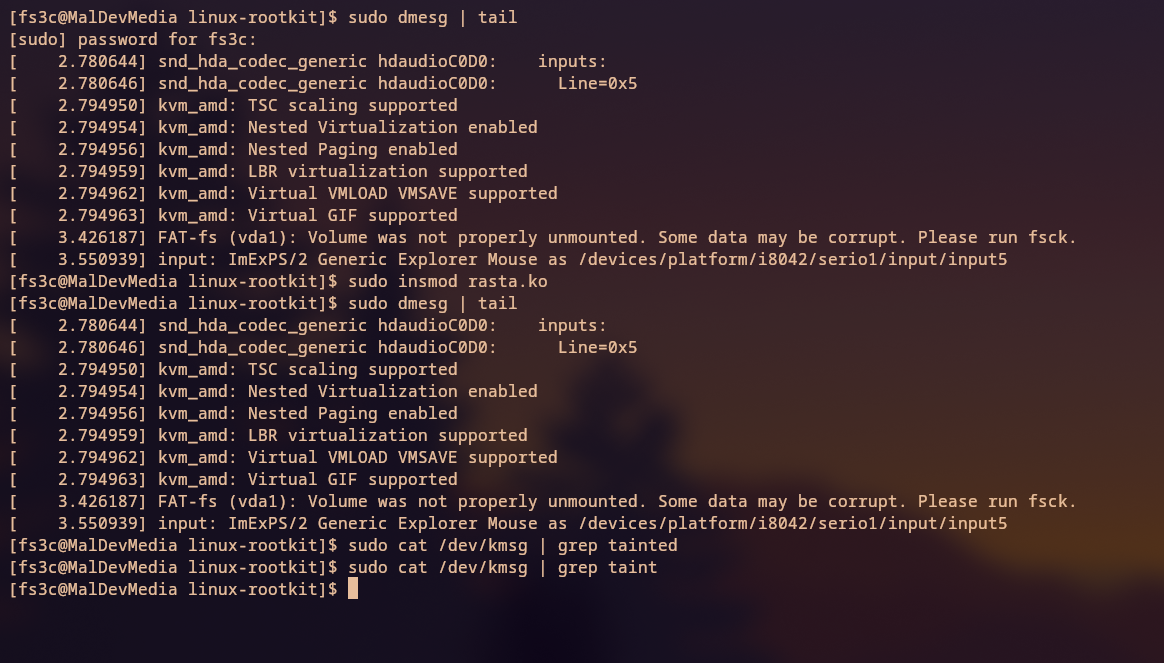 [fs3c@MalDevMedia linux-rootkit]$ sudo dmesg | tail
[sudo] password for fs3c:
[    2.780644] snd_hda_codec_generic hdaudioC0D0:    inputs:
[    2.780646] snd_hda_codec_generic hdaudioC0D0:      Line=0x5
[    2.794950] kvm_amd: TSC scaling supported
[    2.794954] kvm_amd: Nested Virtualization enabled
[    2.794956] kvm_amd: Nested Paging enabled
[    2.794959] kvm_amd: LBR virtualization supported
[    2.794962] kvm_amd: Virtual VMLOAD VMSAVE supported
[    2.794963] kvm_amd: Virtual GIF supported
[    3.426187] FAT-fs (vda1): Volume was not properly unmounted. Some data may be corrupt. Please run fsck.
[    3.550939] input: ImExPS/2 Generic Explorer Mouse as /devices/platform/i8042/serio1/input/input5
[fs3c@MalDevMedia linux-rootkit]$ sudo insmod rasta.ko
[fs3c@MalDevMedia linux-rootkit]$ sudo dmesg | tail
[    2.780644] snd_hda_codec_generic hdaudioC0D0:    inputs:
[    2.780646] snd_hda_codec_generic hdaudioC0D0:      Line=0x5
[    2.794950] kvm_amd: TSC scaling supported
[    2.794954] kvm_amd: Nested Virtualization enabled
[    2.794956] kvm_amd: Nested Paging enabled
[    2.794959] kvm_amd: LBR virtualization supported
[    2.794962] kvm_amd: Virtual VMLOAD VMSAVE supported
[    2.794963] kvm_amd: Virtual GIF supported
[    3.426187] FAT-fs (vda1): Volume was not properly unmounted. Some data may be corrupt. Please run fsck.
[    3.550939] input: ImExPS/2 Generic Explorer Mouse as /devices/platform/i8042/serio1/input/input5
[fs3c@MalDevMedia linux-rootkit]$ sudo cat /dev/kmsg | grep tainted
[fs3c@MalDevMedia linux-rootkit]$ sudo cat /dev/kmsg | grep taint
[fs3c@MalDevMedia linux-rootkit]$